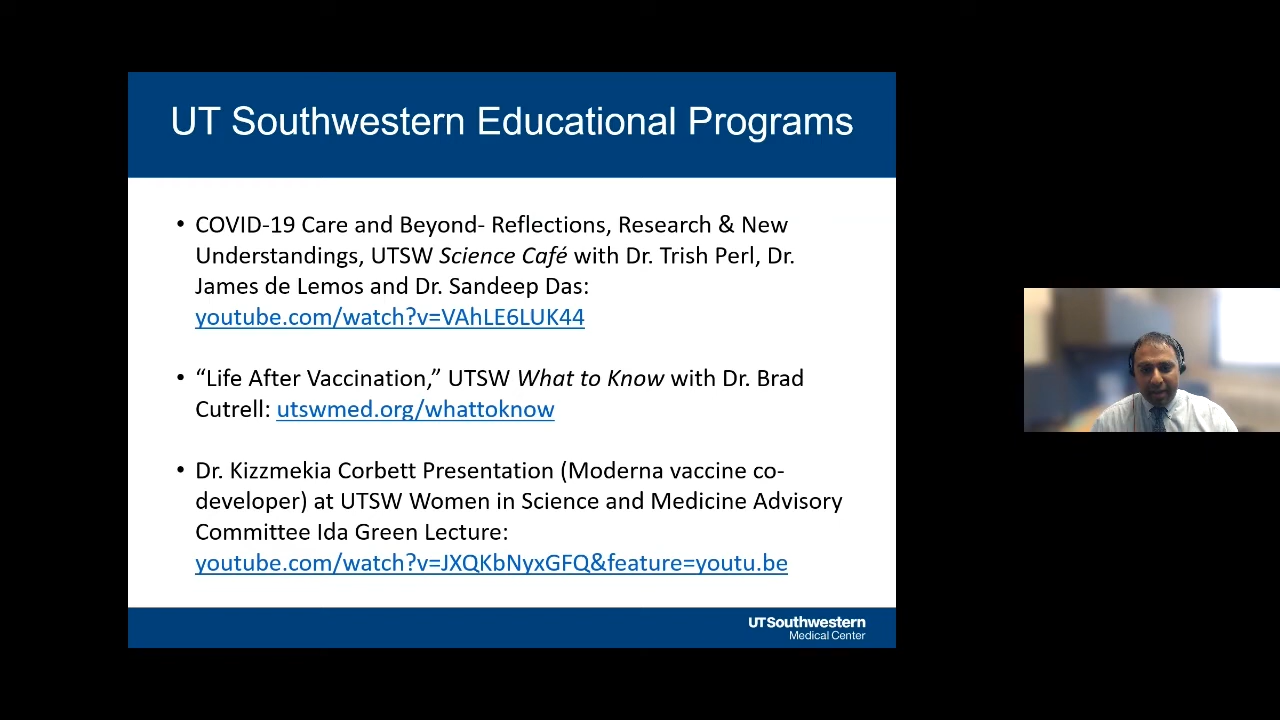 UT Southwestern Educational Programs
• COVID-19 Care and Beyond- Reflections, Research & New
Understandings, UTSW Science Café with Dr. Trish Perl, Dr.
James de Lemos and Dr. Sandeep Das:
youtube.com/watch?v=VAhLE6LUK44
• “Life After Vaccination,” UTSW What to Know with Dr. Brad
Cutrell: utswmed.org/whattoknow
• Dr. Kizzmekia Corbett Presentation (Moderna vaccine co-
developer) at UTSW Women in Science and Medicine Advisory
Committee Ida Green Lecture:
youtube.com/watch?v=JXQKbNyxGFQ&feature=youtu.be
UTSouthwestern
Medical Center